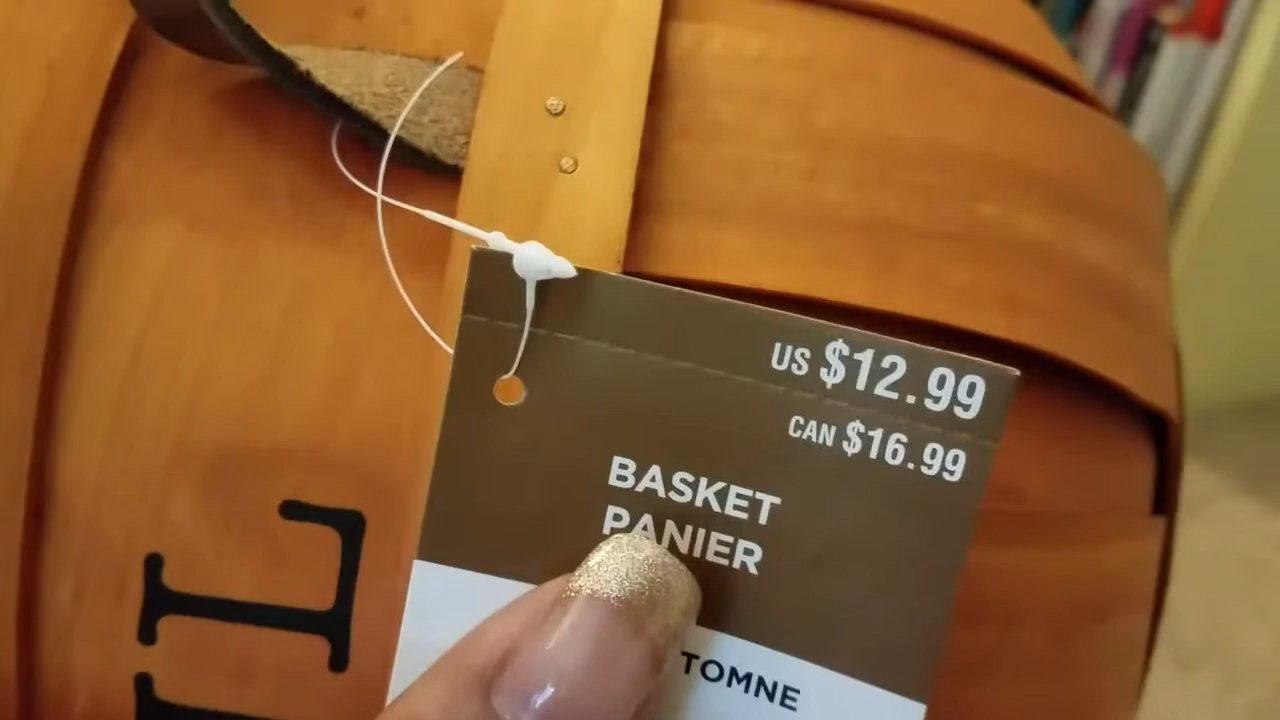 US $12.99
CAN $16.99
BASKET
PANIER
TOMNE
L